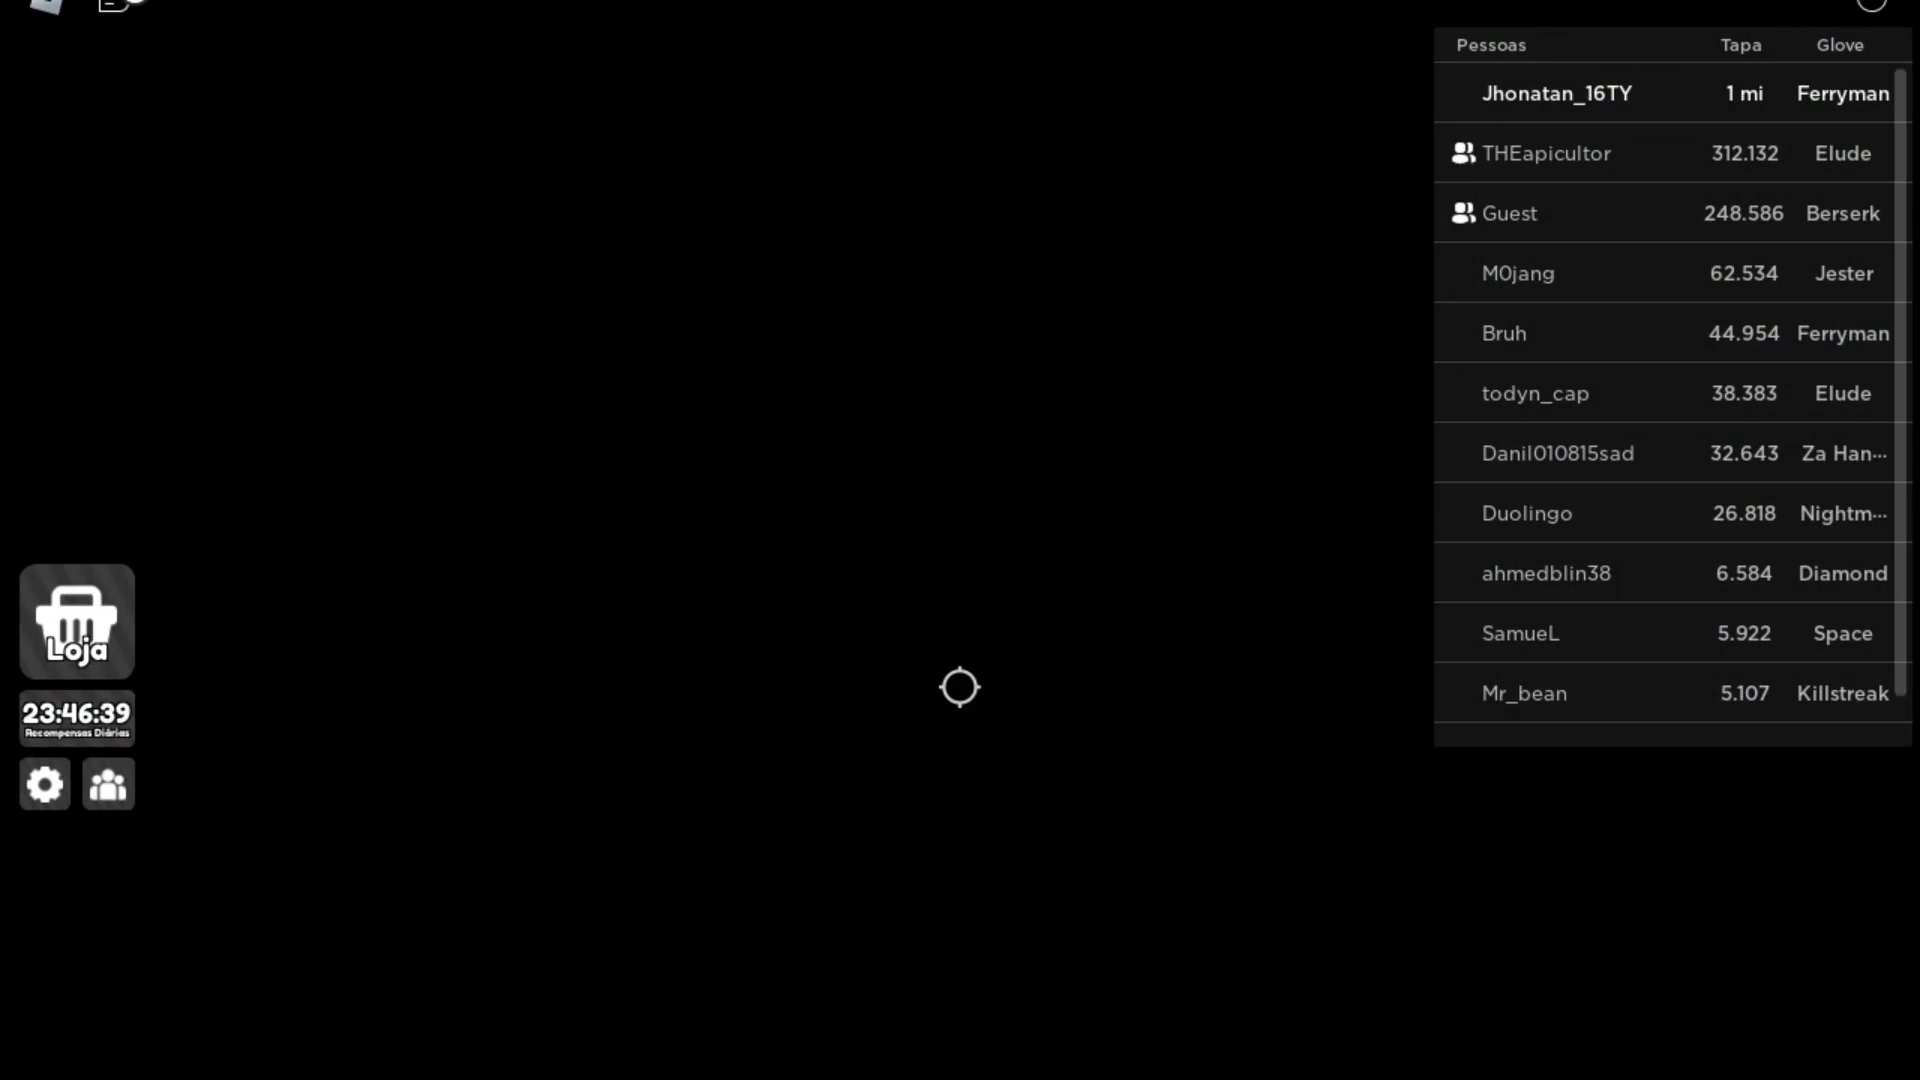 Pessoas Tapa Glove
Jhonatan_16TY 1 mi Ferryman
THEapicultor 312.132 Elude
Guest 248.586 Berserk
M0jang 62.534 Jester
Bruh 44.954 Ferryman
todyn_cap 38.383 Elude
Danil010815sad 32.643 Za Han...
Duolingo 26.818 Nightm...
ahmedblin38 6.584 Diamond
SamueL 5.922 Space
Mr_bean 5.107 Killstreak
Loja
23:46:39
Recompensas Diárias